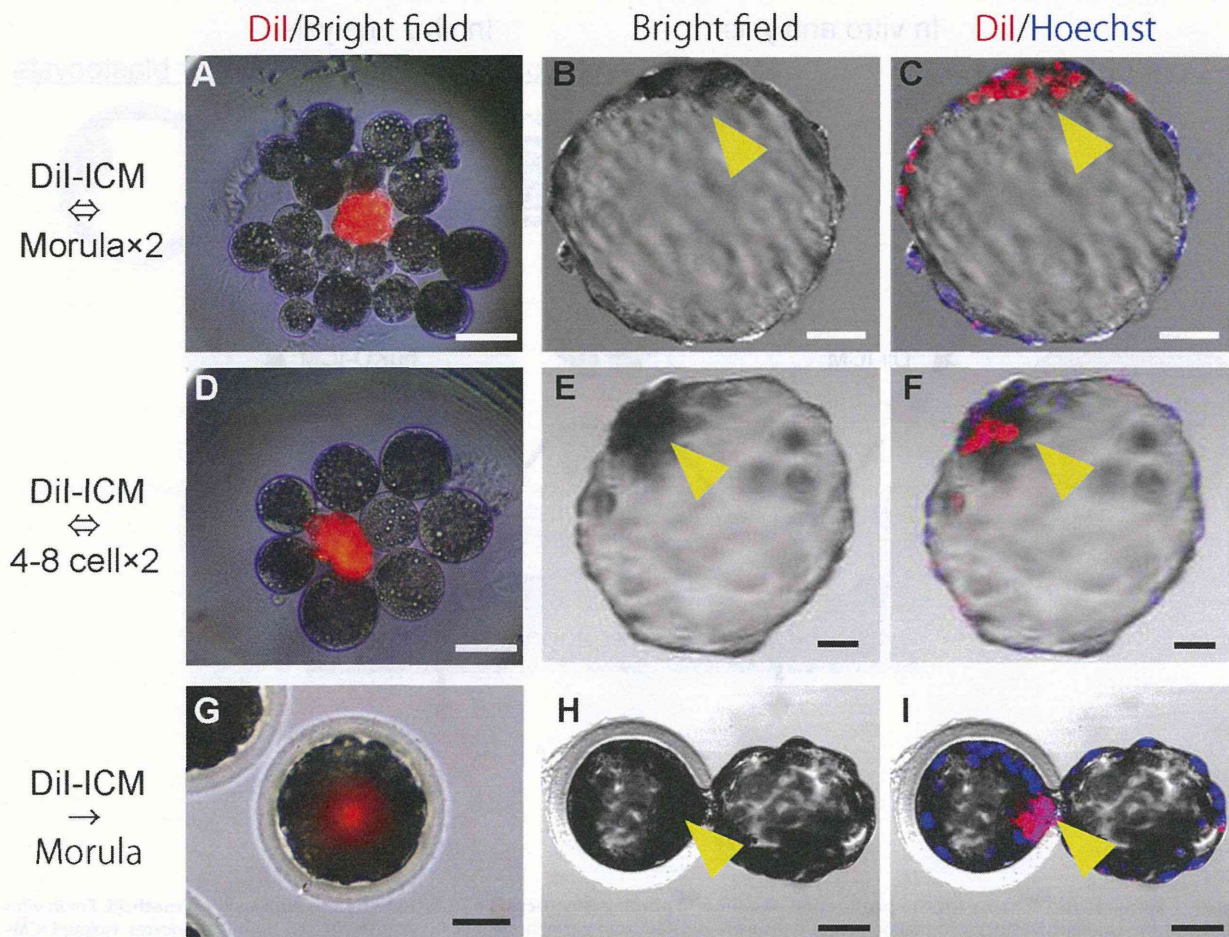 DiI/Bright field
Bright field
DiI/Hoechst
DiI-ICM
⇔
Morula×2
A
B
C
DiI-ICM
⇔
4-8 cell×2
D
E
F
DiI-ICM
→
Morula
G
H
I